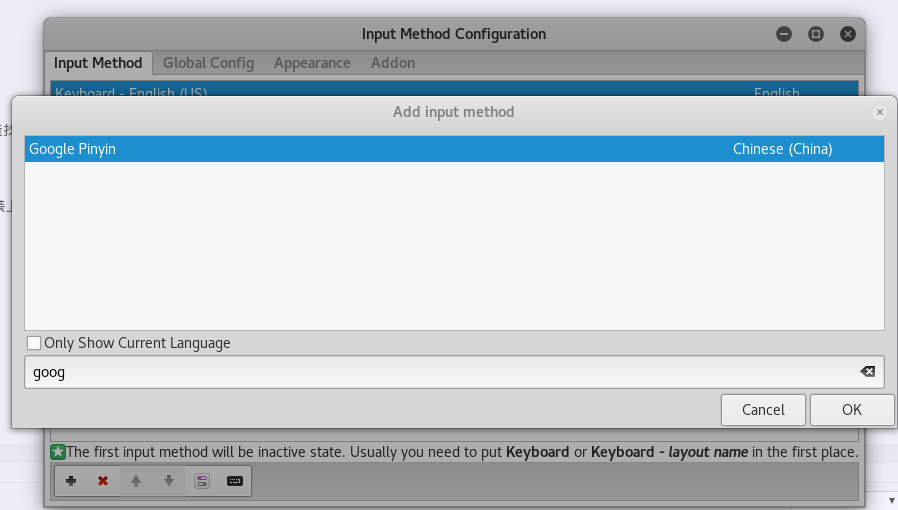 Input Method Configuration
Input Method Global Config Appearance Addon
Keyboard - English (US) English
Add input method
Google Pinyin Chinese (China)
Only Show Current Language
goog
Cancel OK
The first input method will be inactive state. Usually you need to put Keyboard or Keyboard - layout name in the first place.